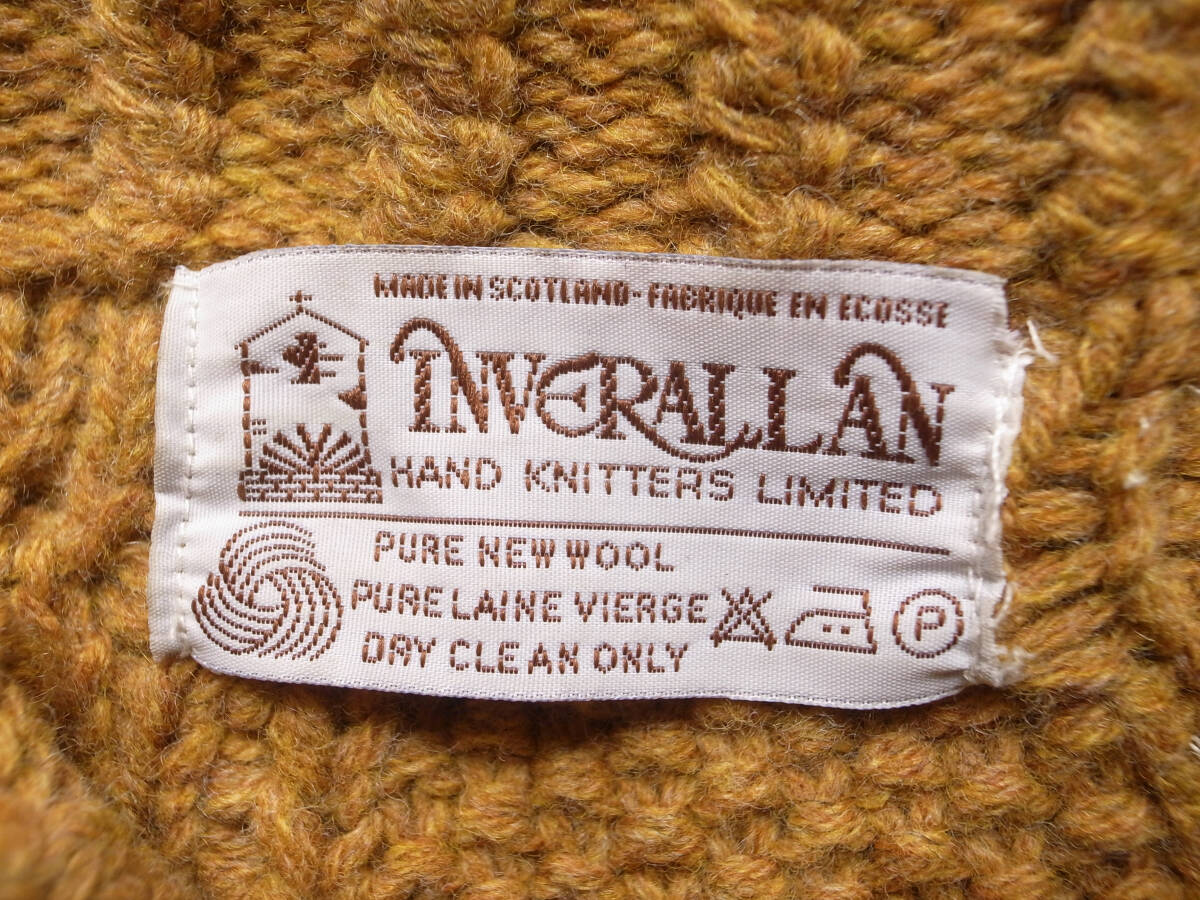 MADE IN SCOTLAND - FABRIQUE EN ECOSSE
INVERALLAN
HAND KNITTERS LIMITED
PURE NEW WOOL
PURE LAINE VIERGE
DRY CLEAN ONLY
P